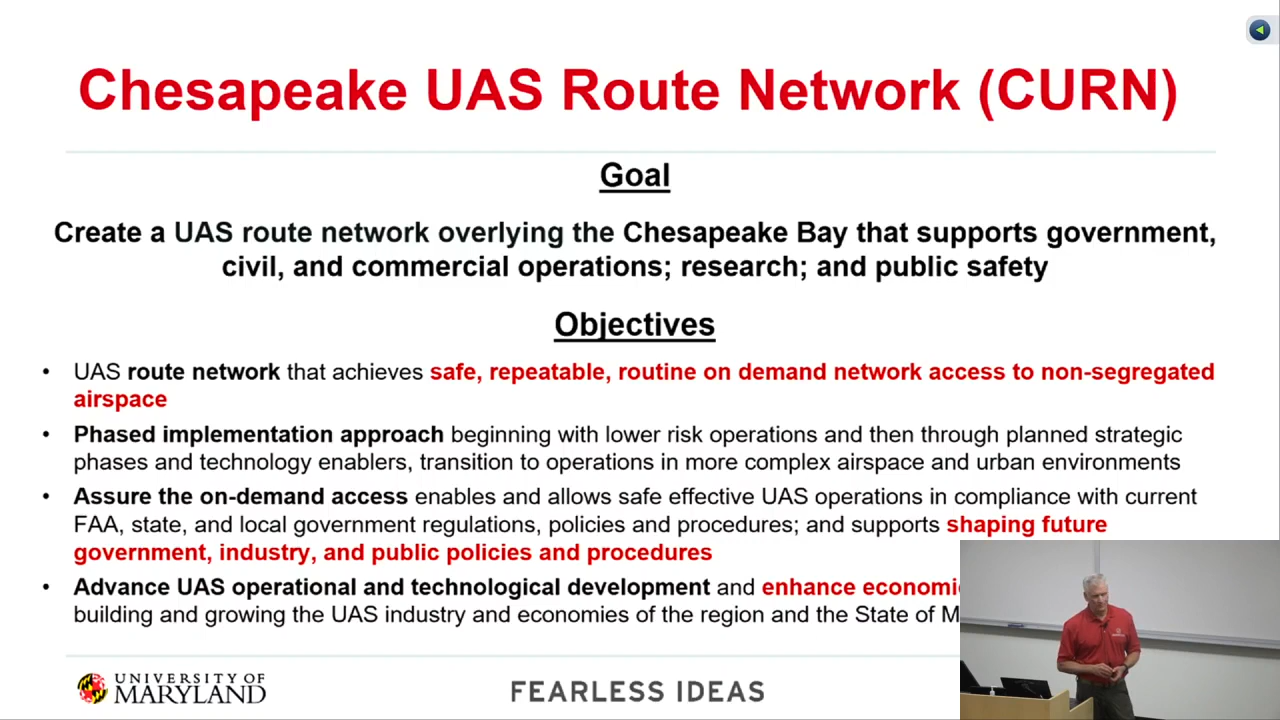 Chesapeake UAS Route Network (CURN)
Goal
Create a UAS route network overlying the Chesapeake Bay that supports government,
civil, and commercial operations; research; and public safety
Objectives
• UAS route network that achieves safe, repeatable, routine on demand network access to non-segregated
airspace
• Phased implementation approach beginning with lower risk operations and then through planned strategic
phases and technology enablers, transition to operations in more complex airspace and urban environments
• Assure the on-demand access enables and allows safe effective UAS operations in compliance with current
FAA, state, and local government regulations, policies and procedures; and supports shaping future
government, industry, and public policies and procedures
• Advance UAS operational and technological development and enhance economi
building and growing the UAS industry and economies of the region and the State of M
UNIVERSITY OF
MARYLAND
FEARLESS IDEAS